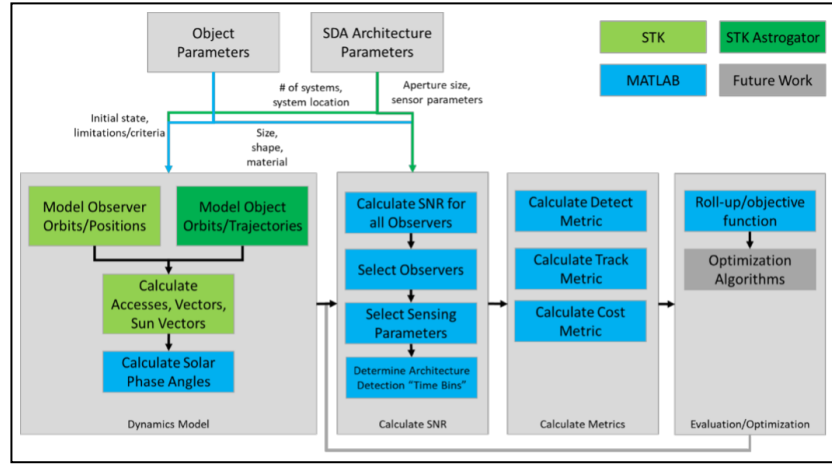 Object
Parameters
SDA Architecture
Parameters
STK
STK Astrogator
MATLAB
Future Work
# of systems,
system location
Aperture size,
sensor parameters
Initial state,
limitations/criteria
Size,
shape,
material
Model Observer
Orbits/Positions
Model Object
Orbits/Trajectories
Calculate
Accesses, Vectors,
Sun Vectors
Calculate Solar
Phase Angles
Dynamics Model
Calculate SNR for
all Observers
Select Observers
Select Sensing
Parameters
Determine Architecture
Detection “Time Bins”
Calculate SNR
Calculate Detect
Metric
Calculate Track
Metric
Calculate Cost
Metric
Calculate Metrics
Roll-up/objective
function
Optimization
Algorithms
Evaluation/Optimization